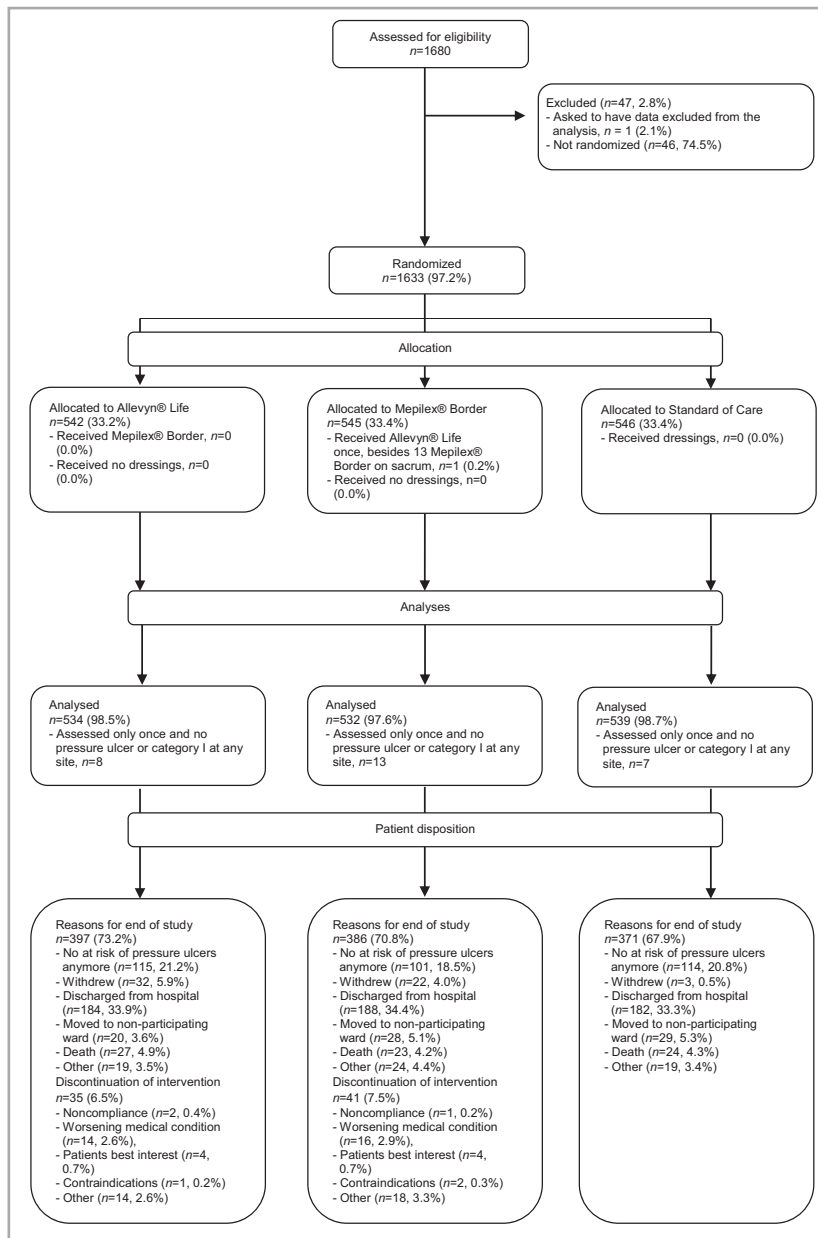 Assessed for eligibility
n=1680
Excluded (n=47, 2.8%)
- Asked to have data excluded from the
analysis, n = 1 (2.1%)
- Not randomized (n=46, 74.5%)
Randomized
n=1633 (97.2%)
Allocation
Allocated to Allevyn® Life
n=542 (33.2%)
- Received Mepilex® Border, n=0
(0.0%)
- Received no dressings, n=0
(0.0%)
Allocated to Mepilex® Border
n=545 (33.4%)
- Received Allevyn® Life
once, besides 13 Mepilex®
Border on sacrum, n=1 (0.2%)
- Received no dressings, n=0
(0.0%)
Allocated to Standard of Care
n=546 (33.4%)
- Received dressings, n=0 (0.0%)
Analyses
Analysed
n=534 (98.5%)
- Assessed only once and no
pressure ulcer or category I at any
site, n=8
Analysed
n=532 (97.6%)
- Assessed only once and no
pressure ulcer or category I at any
site, n=13
Analysed
n=539 (98.7%)
- Assessed only once and no
pressure ulcer or category I at any
site, n=7
Patient disposition
Reasons for end of study
n=397 (73.2%)
- No at risk of pressure ulcers
anymore (n=115, 21.2%)
- Withdrew (n=32, 5.9%)
- Discharged from hospital
(n=184, 33.9%)
- Moved to non-participating
ward (n=20, 3.6%)
- Death (n=27, 4.9%)
- Other (n=19, 3.5%)
Discontinuation of intervention
n=35 (6.5%)
- Noncompliance (n=2, 0.4%)
- Worsening medical condition
(n=14, 2.6%),
- Patients best interest (n=4,
0.7%)
- Contraindications (n=1, 0.2%)
- Other (n=14, 2.6%)
Reasons for end of study
n=386 (70.8%)
- No at risk of pressure ulcers
anymore (n=101, 18.5%)
- Withdrew (n=22, 4.0%)
- Discharged from hospital
(n=188, 34.4%)
- Moved to non-participating
ward (n=28, 5.1%)
- Death (n=23, 4.2%)
- Other (n=24, 4.4%)
Discontinuation of intervention
n=41 (7.5%)
- Noncompliance (n=1, 0.2%)
- Worsening medical condition
(n=16, 2.9%),
- Patients best interest (n=4,
0.7%)
- Contraindications (n=2, 0.3%)
- Other (n=18, 3.3%)
Reasons for end of study
n=371 (67.9%)
- No at risk of pressure ulcers
anymore (n=114, 20.8%)
- Withdrew (n=3, 0.5%)
- Discharged from hospital
(n=182, 33.3%)
- Moved to non-participating
ward (n=29, 5.3%)
- Death (n=24, 4.3%)
- Other (n=19, 3.4%)